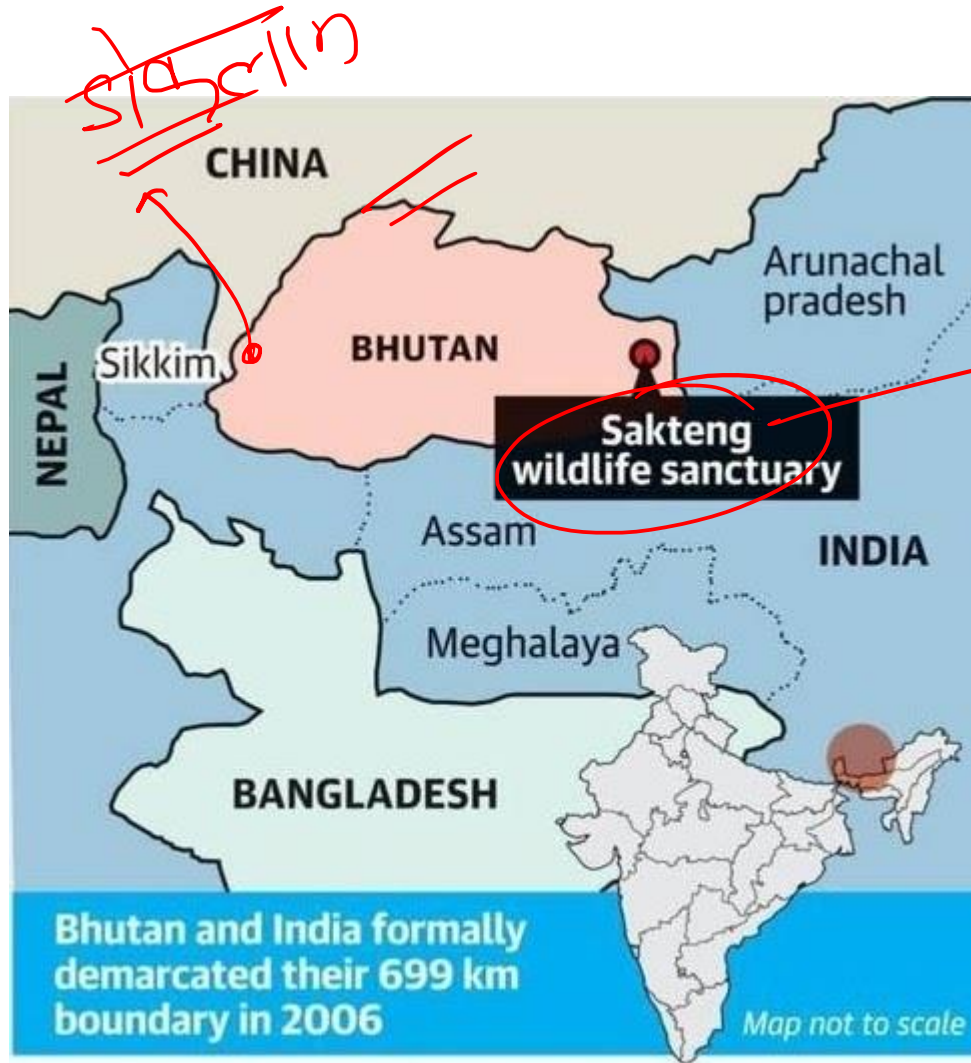 CHINA
Arunachal
pradesh
BHUTAN
Sikkim
NEPAL
Sakteng
wildlife sanctuary
Assam
INDIA
Meghalaya
BANGLADESH
Bhutan and India formally
demarcated their 699 km
boundary in 2006
Map not to scale